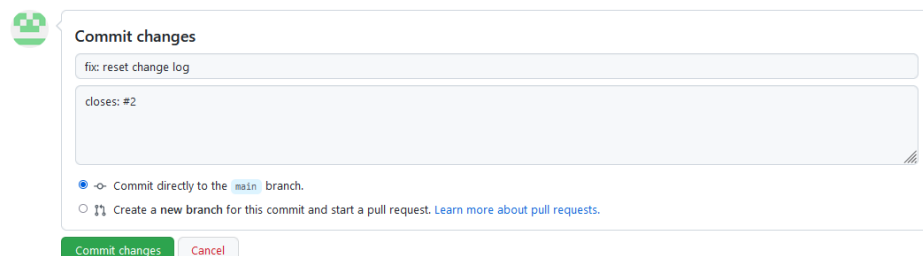 Commit changes
fix: reset change log
closes: #2
Commit directly to the main branch.
Create a new branch for this commit and start a pull request. Learn more about pull requests.
Commit changes Cancel